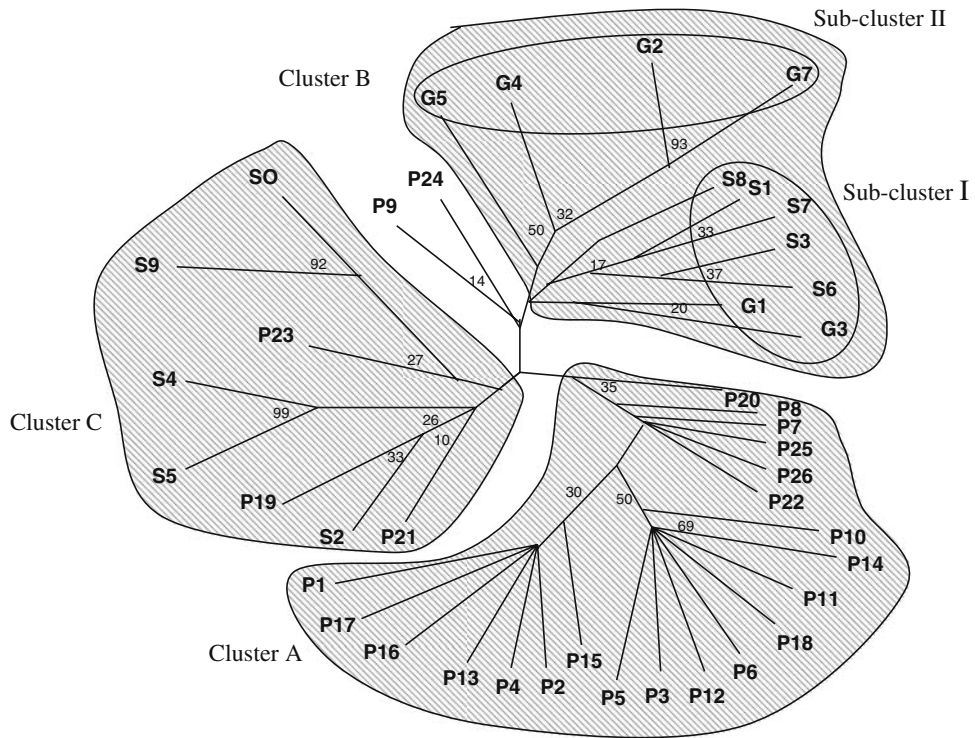 Sub-cluster II
G2
Cluster B
G7
G4
G5
93
SO
P24
S8
S1
Sub-cluster I
P9
32
S7
50
33
S3
S9
92
17
14
37
S6
G1
20
G3
P23
27
S4
35
P20
P8
99
P7
Cluster C
26
10
P25
S5
33
P26
P19
30
50
P22
S2
P21
69
P10
P14
P1
P11
P17
P18
P16
Cluster A
P15
P13
P4
P2
P5
P3
P12
P6